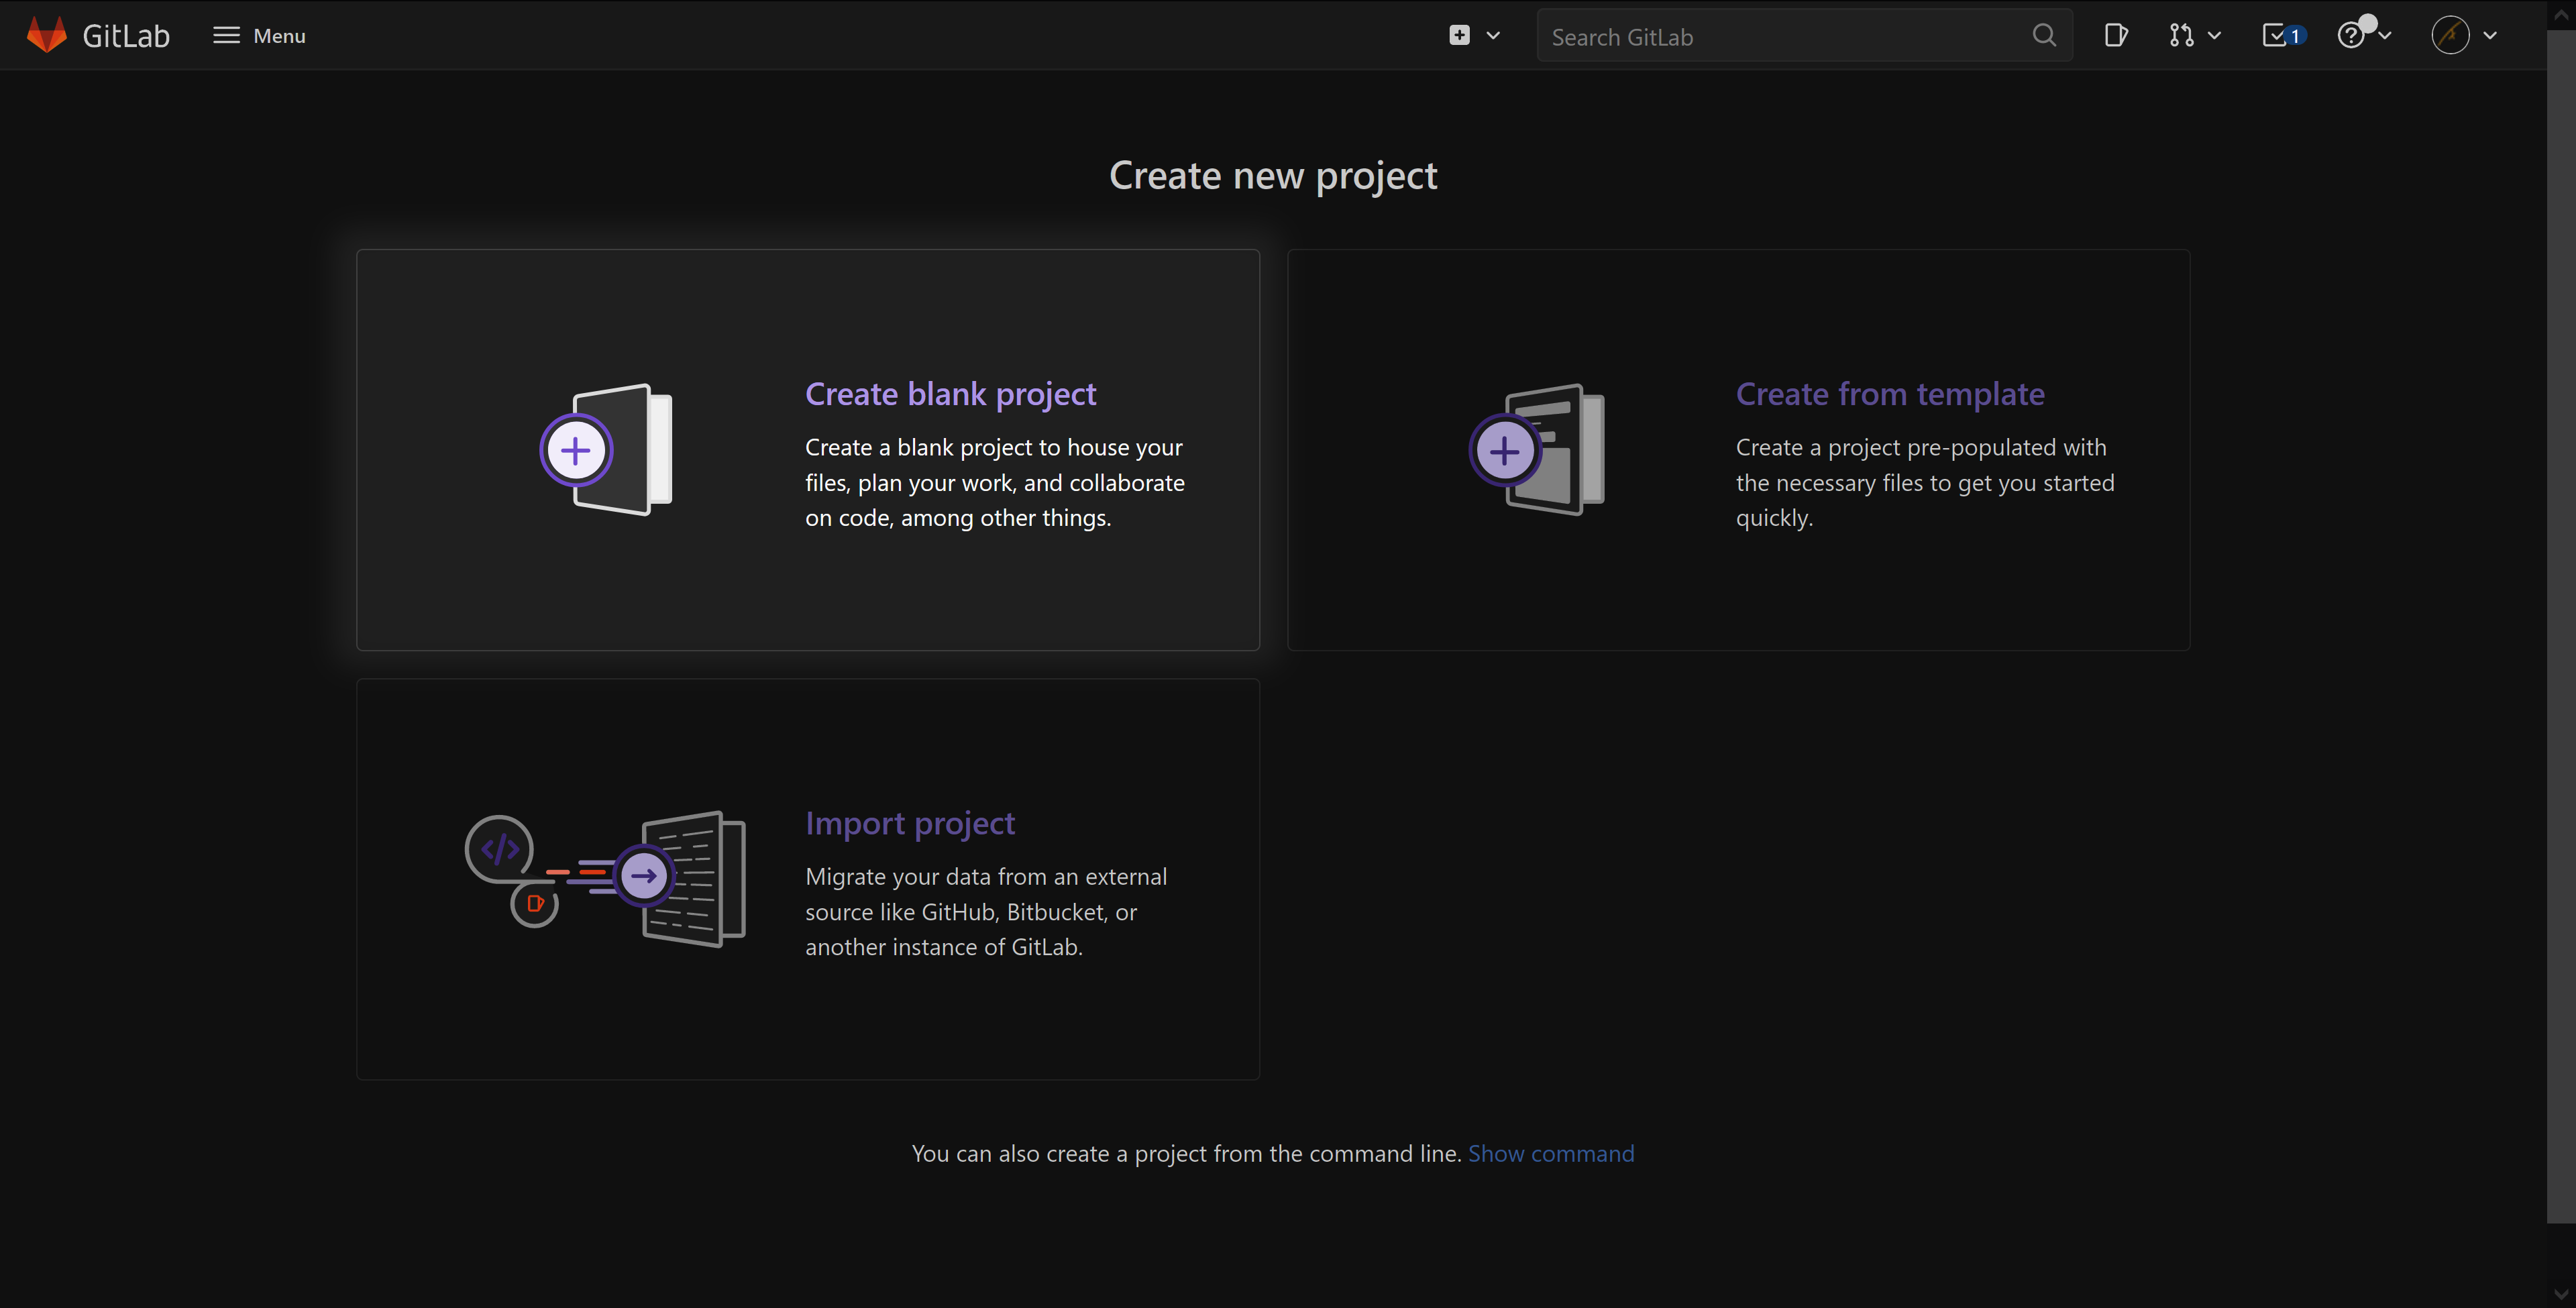 GitLab
Menu
Search GitLab
1
Create new project
Create blank project
Create a blank project to house your
files, plan your work, and collaborate
on code, among other things.
Create from template
Create a project pre-populated with
the necessary files to get you started
quickly.
Import project
Migrate your data from an external
source like GitHub, Bitbucket, or
another instance of GitLab.
You can also create a project from the command line. Show command